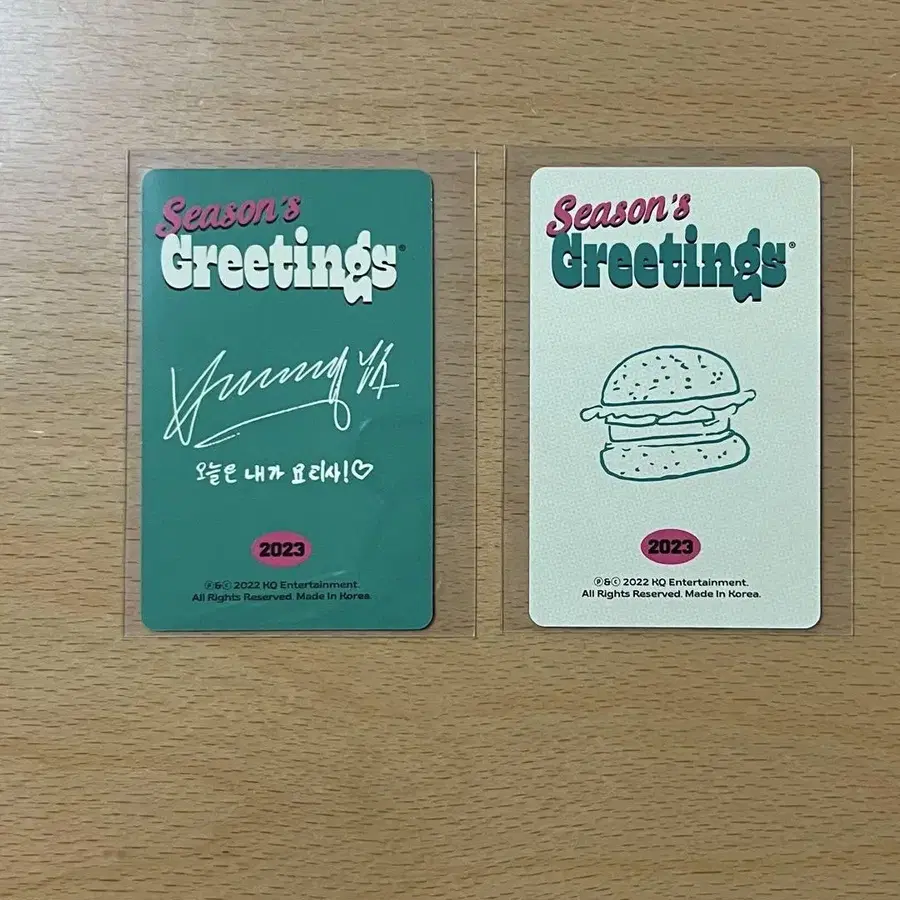 Season's
Greetings®
오늘은 내가 요리사!♡
2023
℗&© 2022 KQ Entertainment.
All Rights Reserved. Made In Korea.
Season's
Greetings®
2023
℗&© 2022 KQ Entertainment.
All Rights Reserved. Made In Korea.